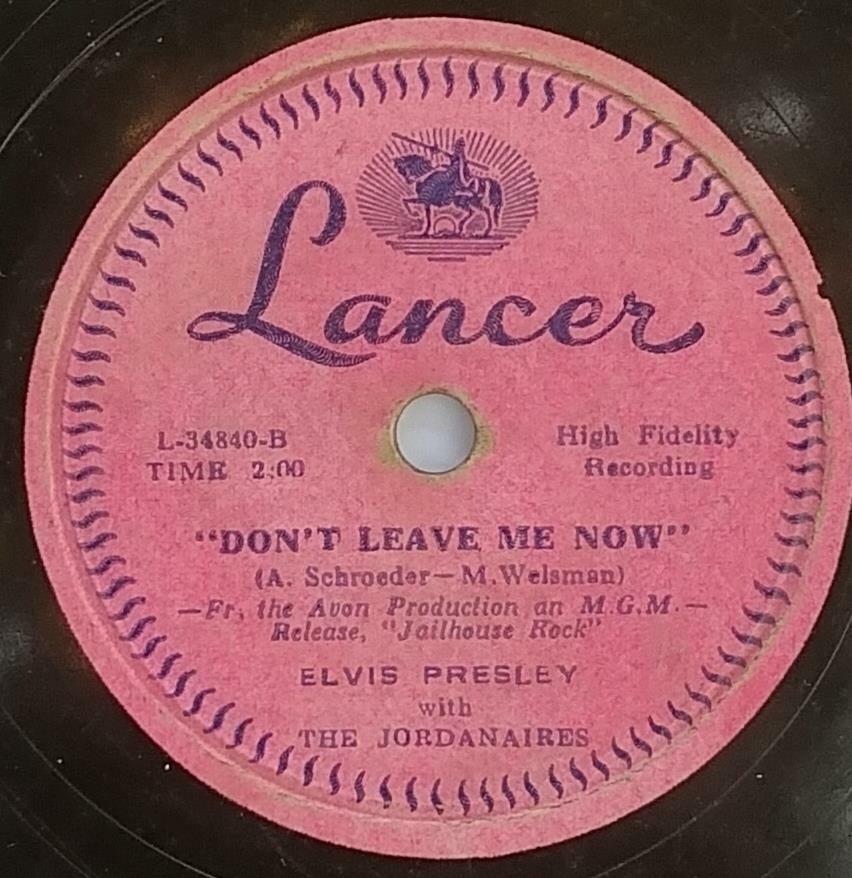 Lancer
L-34840-B
TIME 2:00
High Fidelity
Recording
"DON'T LEAVE ME NOW"
(A. Schroeder—M.Weisman)
—Fr, the Avon Production an M.G.M.—
Release, "Jailhouse Rock"
ELVIS PRESLEY
with
THE JORDANAIRES